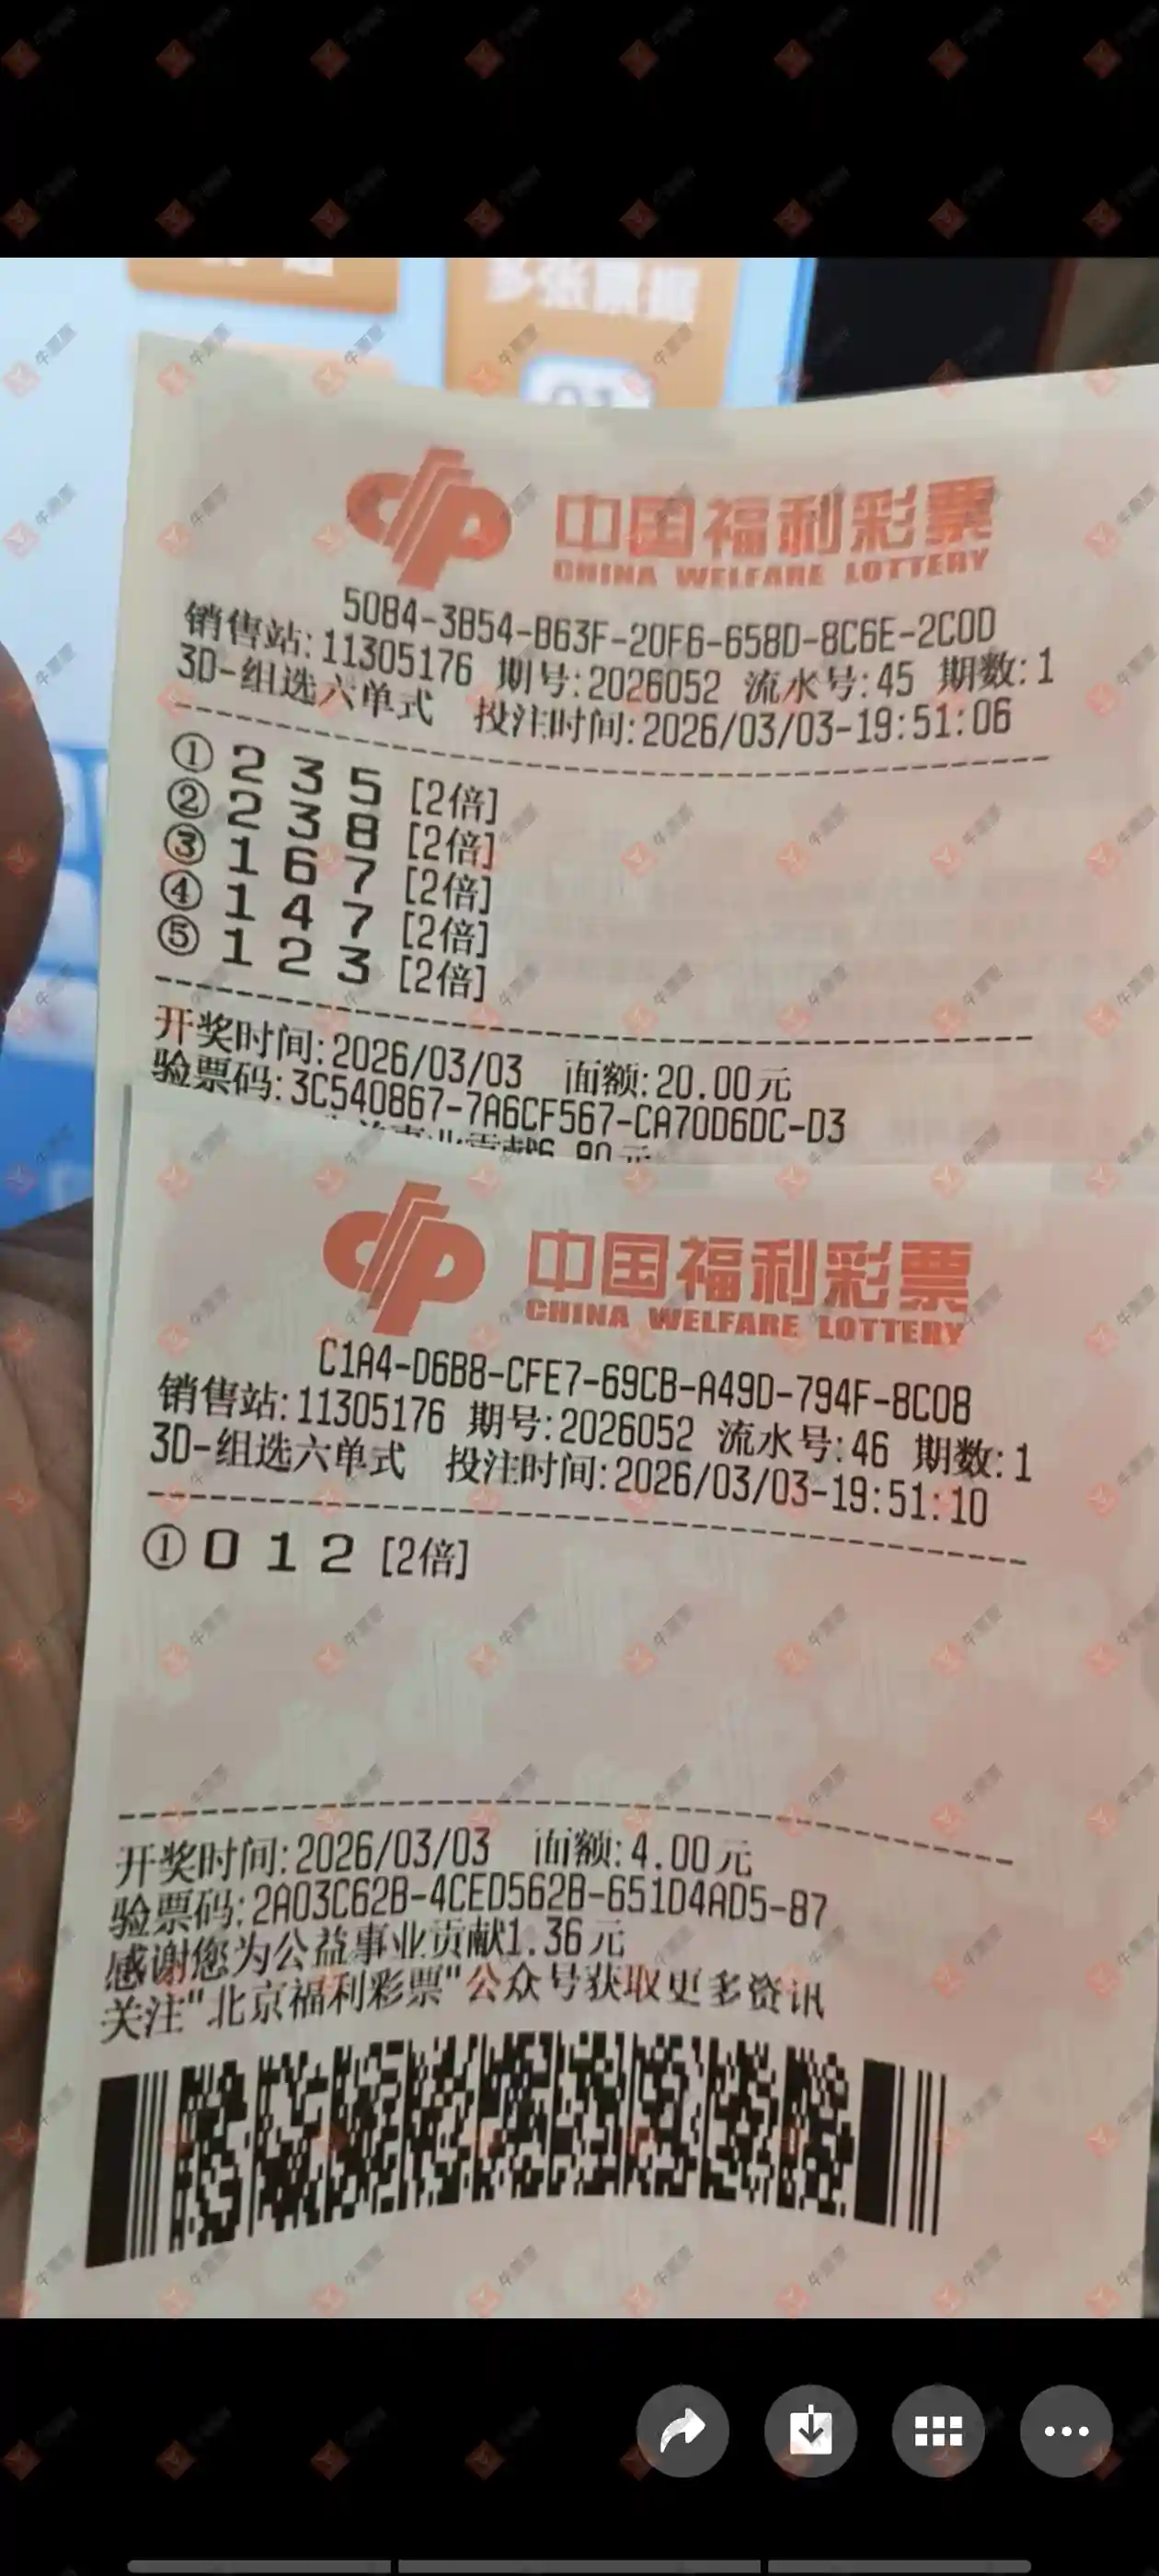 多张票据
中国福利彩票
CHINA WELFARE LOTTERY
5084-3B54-B63F-20F6-658D-8C6E-2C0D
销售站:11305176 期号:2026052 流水号:45 期数:1
3D-组选六单式 投注时间:2026/03/03-19:51:06
① 2 3 5 [2倍]
② 2 3 8 [2倍]
③ 1 6 7 [2倍]
④ 1 4 7 [2倍]
⑤ 1 2 3 [2倍]
开奖时间:2026/03/03 面额:20.00元
验票码:3C540867-7A6CF567-CA70D6DC-D3
中国福利彩票
CHINA WELFARE LOTTERY
C1A4-D6B8-CFE7-69CB-A49D-794F-8C08
销售站:11305176 期号:2026052 流水号:46 期数:1
3D-组选六单式 投注时间:2026/03/03-19:51:10
① 0 1 2 [2倍]
开奖时间:2026/03/03 面额:4.00元
验票码:2A03C62B-4CED562B-651D4AD5-87
感谢您为公益事业贡献1.36元
关注"北京福利彩票"公众号获取更多资讯